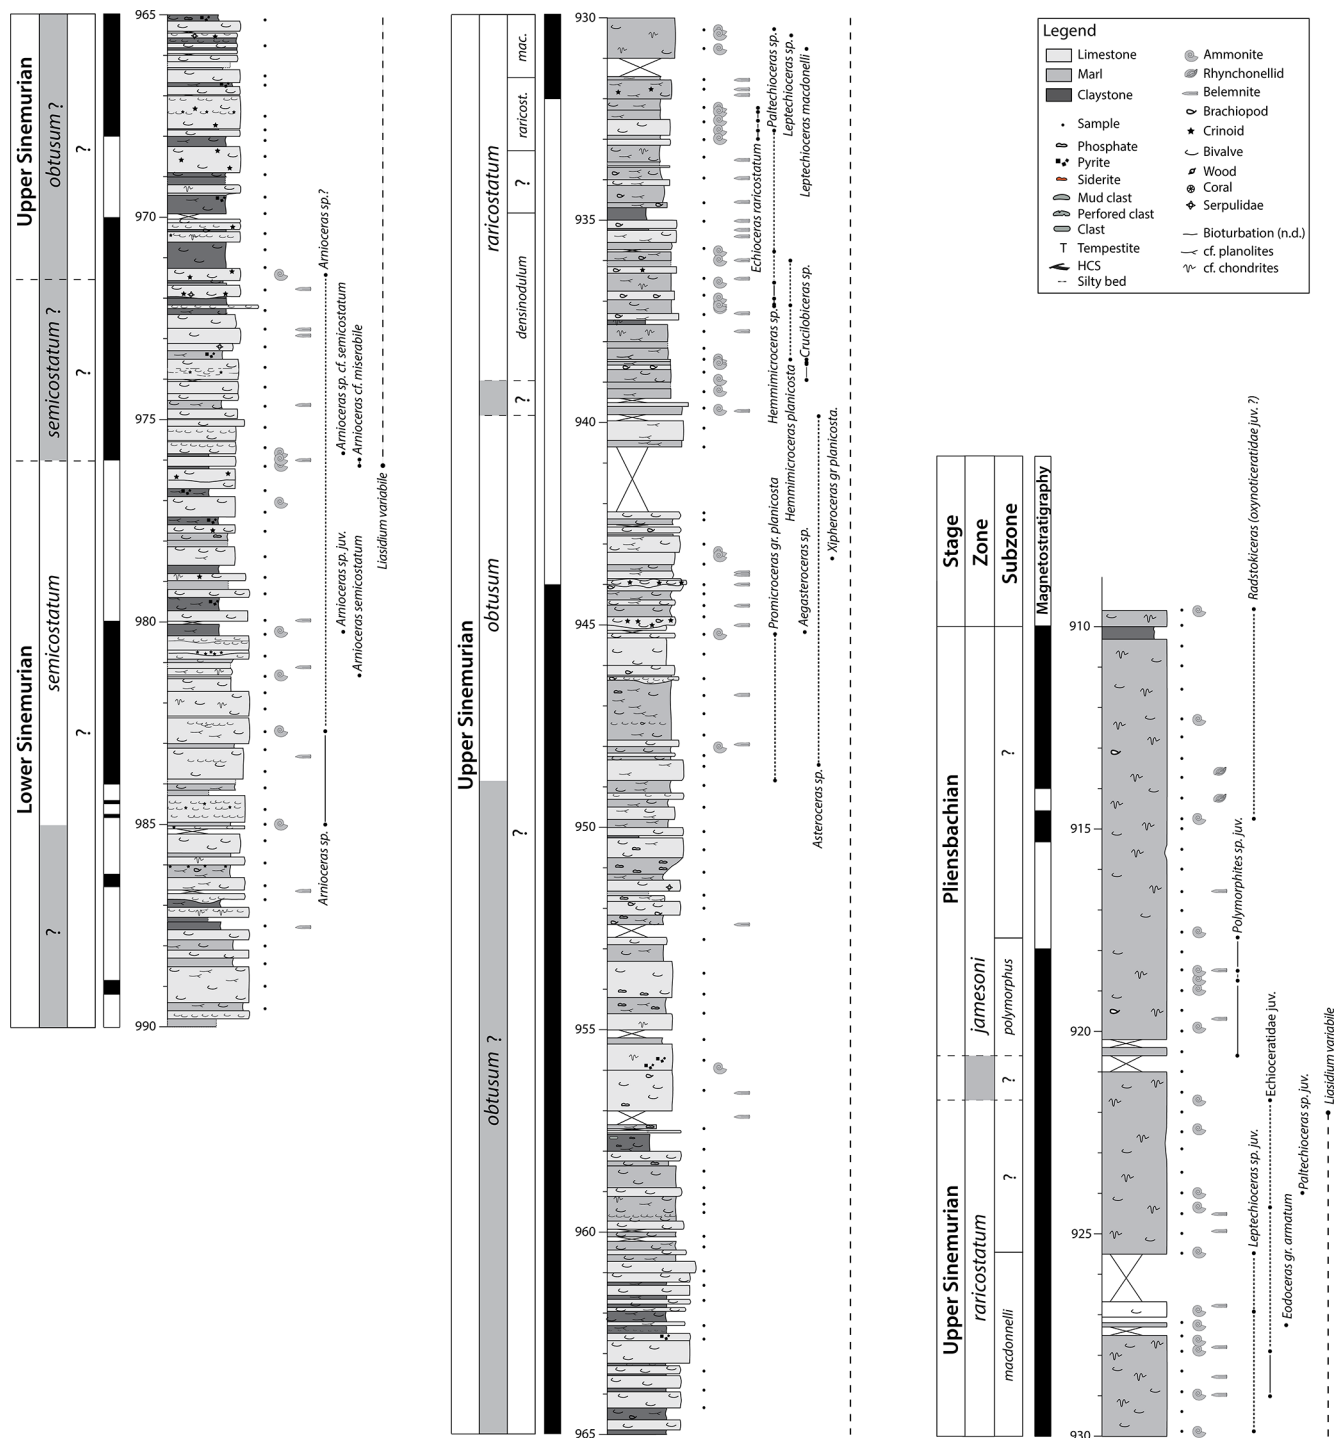 965
970
975
980
985
990
Upper Sinemurian
Lower Sinemurian
obtusum ?
semicostatum ?
semicostatum
?
?
?
?
Arnioceras sp.?
Arnioceras sp. cf. semicostatum
Arnioceras cf. miserabile
Arnioceras sp. juv.
Arnioceras semicostatum
Liasidium variabile
Arnioceras sp.
930
935
940
945
950
955
960
965
Upper Sinemurian
raricostatum
obtusum
obtusum ?
mac.
raricost.
?
densinodulum
?
?
Paltechioceras sp.
Leptechioceras sp.
Leptechioceras macdonnelli
Echioceras raricostatum
Crucilobiceras sp.
Hemmimicroceras sp.
Hemmimicroceras planicosta
Xipheroceras gr planicosta.
Promicroceras gr. planicosta
Aegasteroceras sp.
Asteroceras sp.
Legend
Limestone
Marl
Claystone
Sample
Phosphate
Pyrite
Siderite
Mud clast
Perfored clast
Clast
T Tempestite
HCS
Silty bed
Ammonite
Rhynchonellid
Belemnite
Brachiopod
Crinoid
Bivalve
Wood
Coral
Serpulidae
Bioturbation (n.d.)
cf. planolites
cf. chondrites
Stage
Zone
Subzone
Magnetostratigraphy
910
915
920
925
930
Pliensbachian
Upper Sinemurian
jamesoni
raricostatum
?
polymorphus
?
?
macdonnelli
Radstokiceras (oxynoticeratidae juv. ?)
Polymorphites sp. juv.
Echioceratidae juv.
Liasidium variabile
Paltechioceras sp. juv.
Leptechioceras sp. juv.
Eodoceras gr. armatum